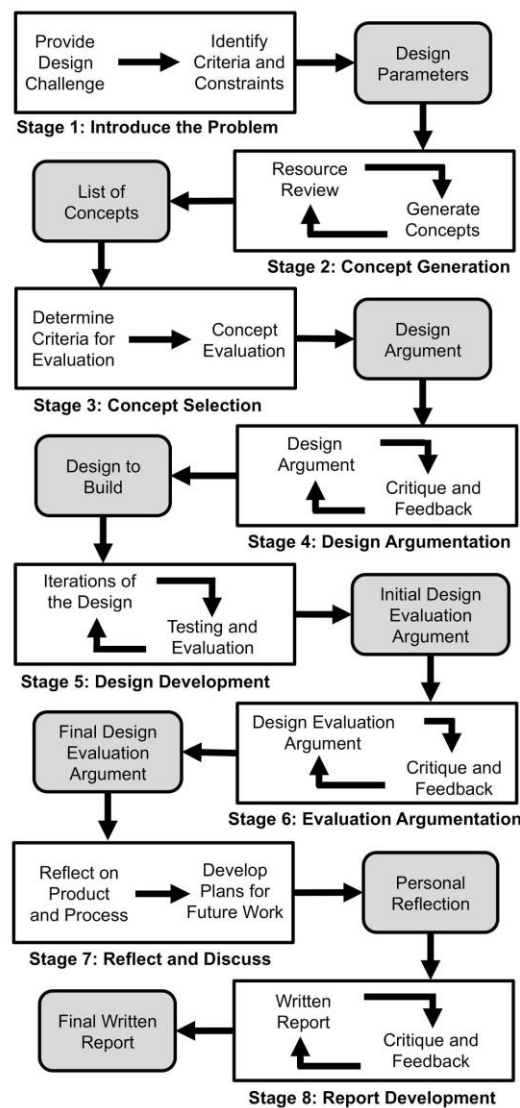 Provide
Design
Challenge
Identify
Criteria and
Constraints
Design
Parameters
Stage 1: Introduce the Problem
List of
Concepts
Resource
Review
Generate
Concepts
Stage 2: Concept Generation
Determine
Criteria for
Evaluation
Concept
Evaluation
Design
Argument
Stage 3: Concept Selection
Design to
Build
Design
Argument
Critique and
Feedback
Stage 4: Design Argumentation
Iterations of
the Design
Testing and
Evaluation
Initial Design
Evaluation
Argument
Stage 5: Design Development
Final Design
Evaluation
Argument
Design Evaluation
Argument
Critique and
Feedback
Stage 6: Evaluation Argumentation
Reflect on
Product
and Process
Develop
Plans for
Future Work
Personal
Reflection
Stage 7: Reflect and Discuss
Final Written
Report
Written
Report
Critique and
Feedback
Stage 8: Report Development